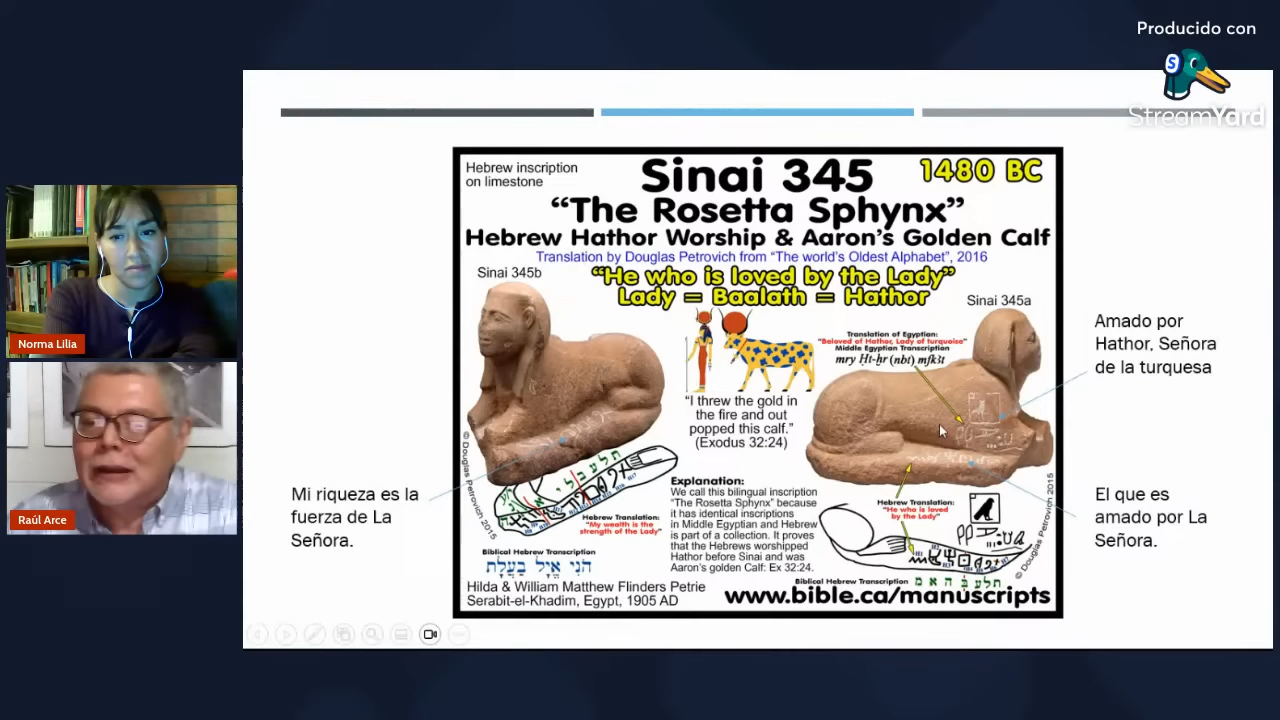 Producido con
StreamYard
Hebrew inscription
on limestone
Sinai 345
1480 BC
“The Rosetta Sphynx”
Hebrew Hathor Worship & Aaron's Golden Calf
Translation by Douglas Petrovich from “The world's Oldest Alphabet”, 2016
“He who is loved by the Lady”
Lady = Baalath = Hathor
Sinai 345b
Sinai 345a
Translation of Egyptian:
“Beloved of Hathor, Lady of turquoise”
Middle Egyptian Transcription
mry Ht-ḥr (nbt) mfkȝt
“I threw the gold in
the fire and out
popped this calf.”
(Exodus 32:24)
Explanation:
We call this bilingual inscription
“The Rosetta Sphynx” because
it has identical inscriptions
in Middle Egyptian and Hebrew
is part of a collection. It proves
that the Hebrews worshipped
Hathor before Sinai and was
Aaron's golden Calf: Ex 32:24.
Hebrew Translation:
“My wealth is the
strength of the Lady”
Biblical Hebrew Transcription
הֹנִי אֱיָל בַּעֲלָת
Hilda & William Matthew Flinders Petrie
Serabit-el-Khadim, Egypt, 1905 AD
© Douglas Petrovich 2015
Hebrew Translation:
“He who is loved
by the Lady”
© Douglas Petrovich 2015
Biblical Hebrew Transcription
www.bible.ca/manuscripts
Amado por
Hathor, Señora
de la turquesa
El que es
amado por La
Señora.
Mi riqueza es la
fuerza de La
Señora.
Norma Lilia
Raúl Arce